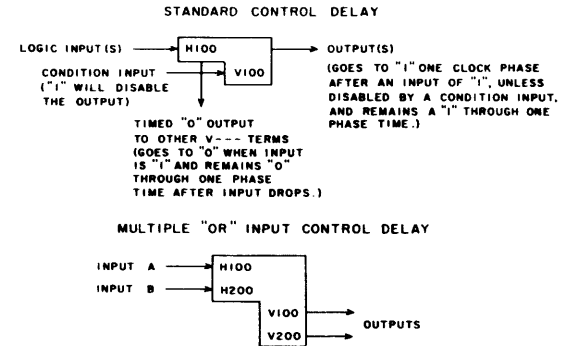 STANDARD CONTROL DELAY
LOGIC INPUT(S)
H100
OUTPUT(S)
CONDITION INPUT
("1" WILL DISABLE
THE OUTPUT)
V100
(GOES TO "1" ONE CLOCK PHASE
AFTER AN INPUT OF "1", UNLESS
DISABLED BY A CONDITION INPUT,
AND REMAINS A "1" THROUGH ONE
PHASE TIME.)
TIMED "0" OUTPUT
TO OTHER V--- TERMS
(GOES TO "0" WHEN INPUT
IS "1" AND REMAINS "0"
THROUGH ONE PHASE
TIME AFTER INPUT DROPS.)
MULTIPLE "OR" INPUT CONTROL DELAY
INPUT A
H100
INPUT B
H200
V100
V200
OUTPUTS